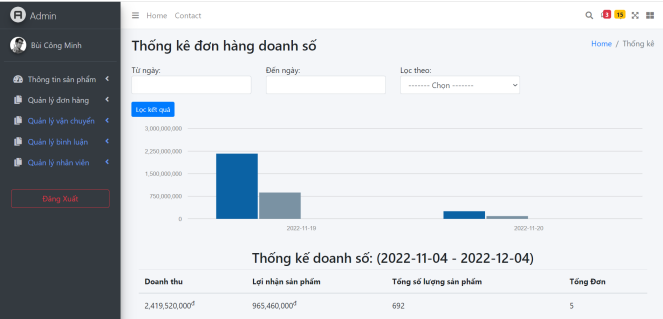 Admin
Home Contact
3 15
Bùi Công Minh
Thống kê đơn hàng doanh số
Home / Thống kê
Thông tin sản phẩm
Quản lý đơn hàng
Quản lý vận chuyển
Quản lý bình luận
Quản lý nhân viên
Đăng Xuất
Từ ngày: Đến ngày: Lọc theo:
------- Chọn -------
Lọc kết quả
3,000,000,000
2,250,000,000
1,500,000,000
750,000,000
0
2022-11-18 2022-11-20
Thống kế doanh số: (2022-11-04 - 2022-12-04)
Doanh thu Lợi nhận sản phẩm Tổng số lượng sản phẩm Tổng Đơn
2,419,520,000đ 965,460,000đ 692 5